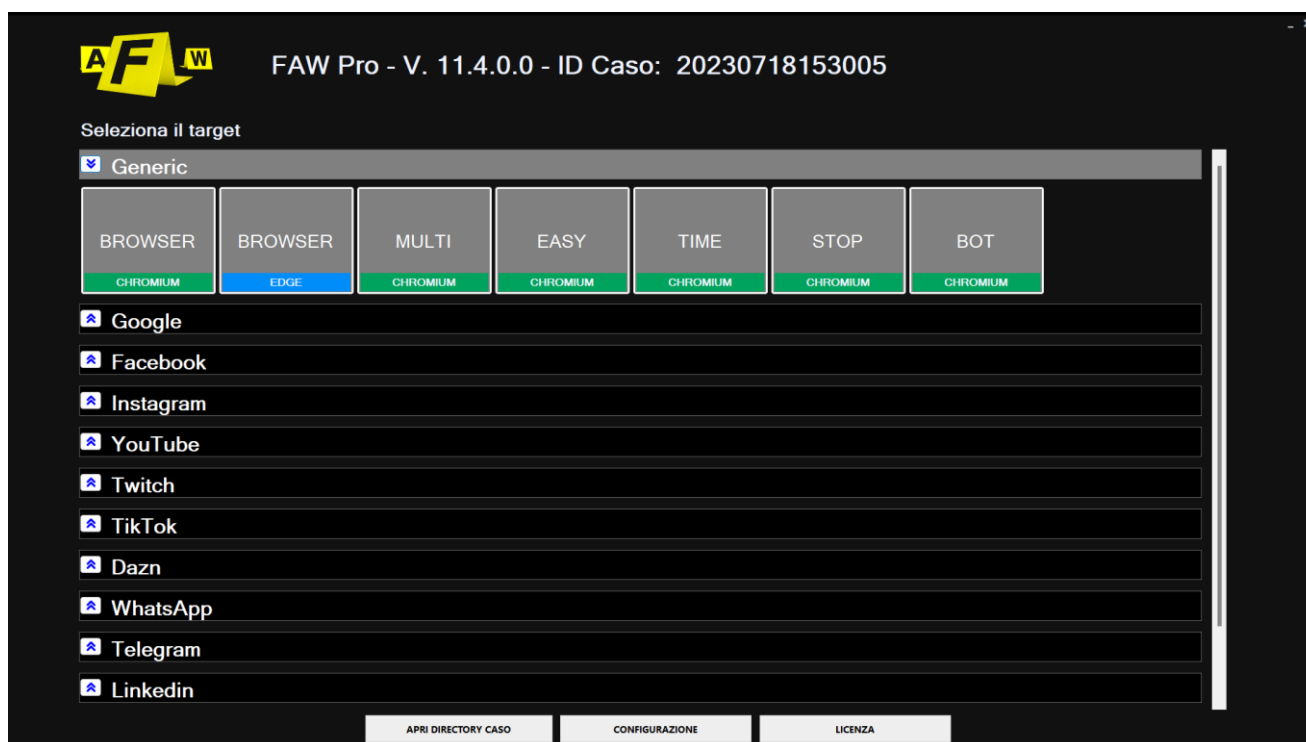 A F W
FAW Pro - V. 11.4.0.0 - ID Caso: 20230718153005
Seleziona il target
Generic
BROWSER BROWSER MULTI EASY TIME STOP BOT
CHROMIUM EDGE CHROMIUM CHROMIUM CHROMIUM CHROMIUM CHROMIUM
Google
Facebook
Instagram
YouTube
Twitch
TikTok
Dazn
WhatsApp
Telegram
Linkedin
APRI DIRECTORY CASO CONFIGURAZIONE LICENZA